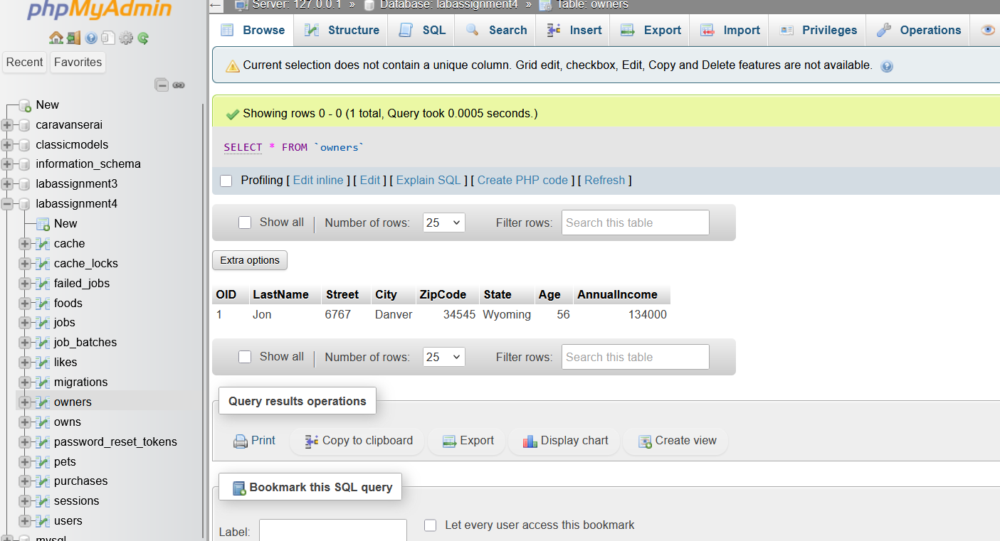 phpMyAdmin
Recent Favorites
New
caravanserai
classicmodels
information_schema
labassignment3
labassignment4
New
cache
cache_locks
failed_jobs
foods
jobs
job_batches
likes
migrations
owners
owns
password_reset_tokens
pets
purchases
sessions
users
mysql
Server: 127.0.0.1 » Database: labassignment4 » Table: owners
Browse Structure SQL Search Insert Export Import Privileges Operations
Current selection does not contain a unique column. Grid edit, checkbox, Edit, Copy and Delete features are not available.
Showing rows 0 - 0 (1 total, Query took 0.0005 seconds.)
SELECT * FROM `owners`
Profiling [ Edit inline ] [ Edit ] [ Explain SQL ] [ Create PHP code ] [ Refresh ]
Show all | Number of rows: 25 Filter rows: Search this table
Extra options
OID LastName Street City ZipCode State Age AnnualIncome
1 Jon 6767 Danver 34545 Wyoming 56 134000
Show all | Number of rows: 25 Filter rows: Search this table
Query results operations
Print Copy to clipboard Export Display chart Create view
Bookmark this SQL query
Label: Let every user access this bookmark